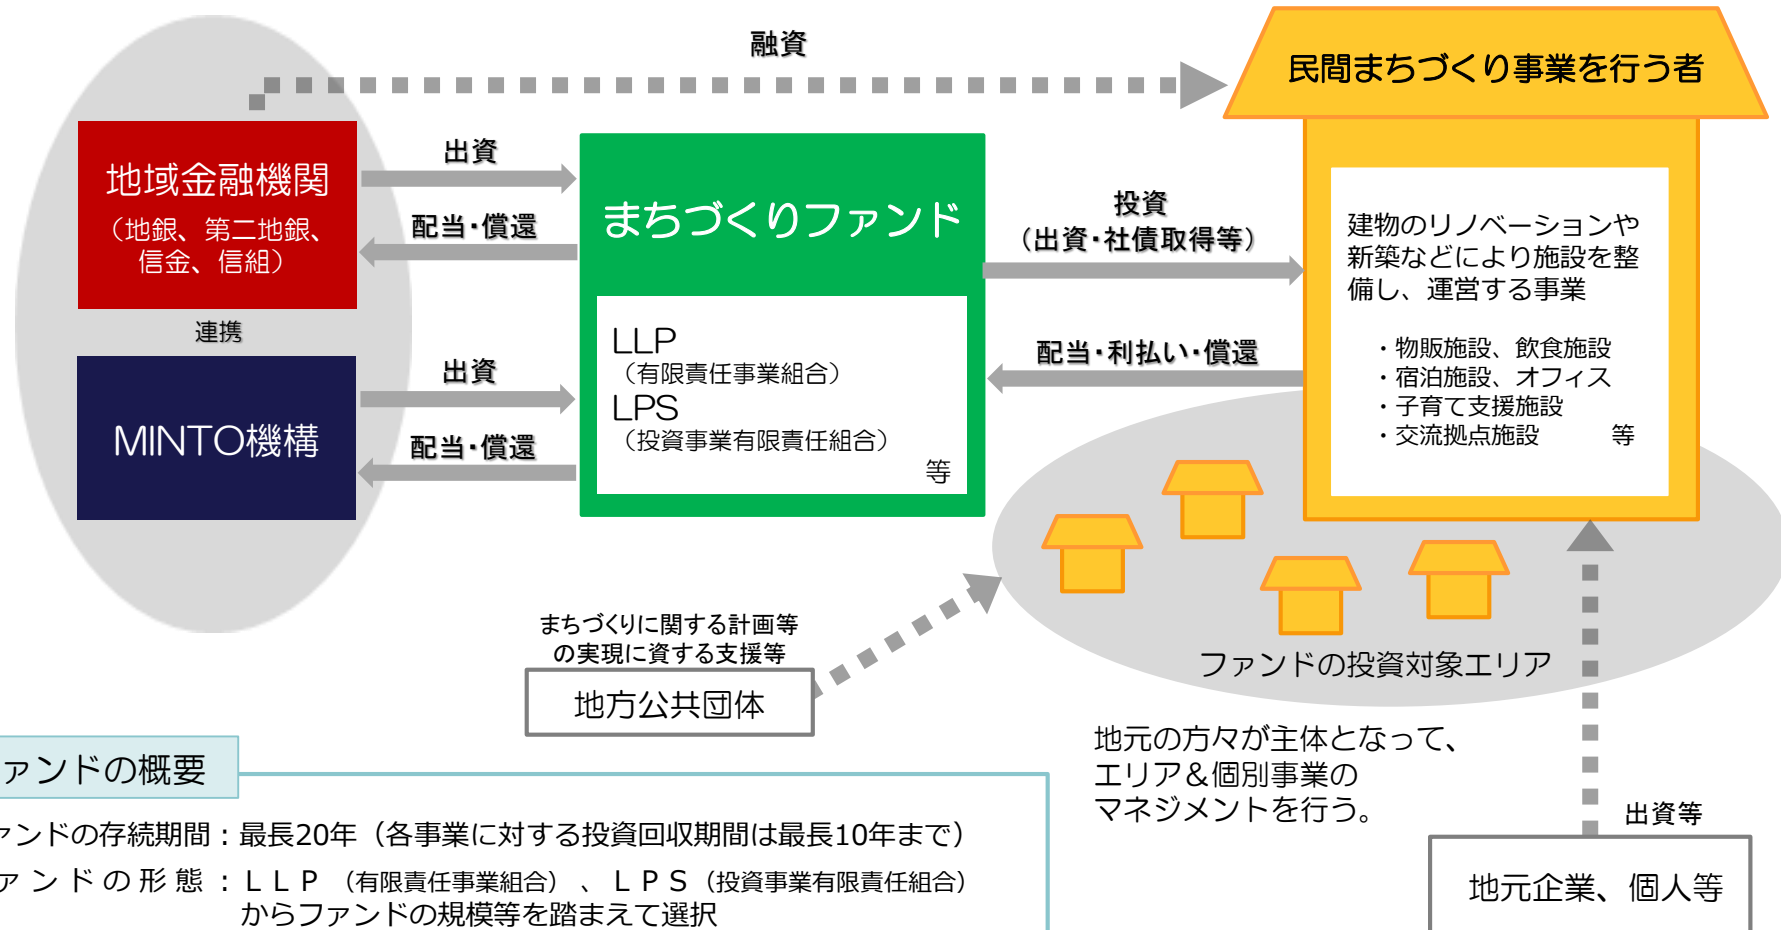 融資
民間まちづくり事業を行う者
地域金融機関
（地銀、第二地銀、
信金、信組）
連携
MINTO機構
出資
配当・償還
出資
配当・償還
まちづくりファンド
LLP
（有限責任事業組合）
LPS
（投資事業有限責任組合）
等
投資
（出資・社債取得等）
配当・利払い・償還
建物のリノベーションや
新築などにより施設を整
備し、運営する事業
・物販施設、飲食施設
・宿泊施設、オフィス
・子育て支援施設
・交流拠点施設　等
ファンドの投資対象エリア
まちづくりに関する計画等
の実現に資する支援等
地方公共団体
地元の方々が主体となって、
エリア＆個別事業の
マネジメントを行う。
出資等
地元企業、個人等
ァンドの概要
ァンドの存続期間：最長20年（各事業に対する投資回収期間は最長10年まで）
ァンドの形態：ＬＬＰ（有限責任事業組合）、ＬＰＳ（投資事業有限責任組合）
からファンドの規模等を踏まえて選択